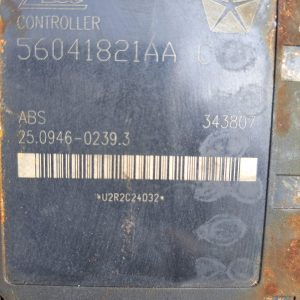 CONTROLLER
56041821AA
ABS 343807
25.0946-0239.3
*U2R2C24032*